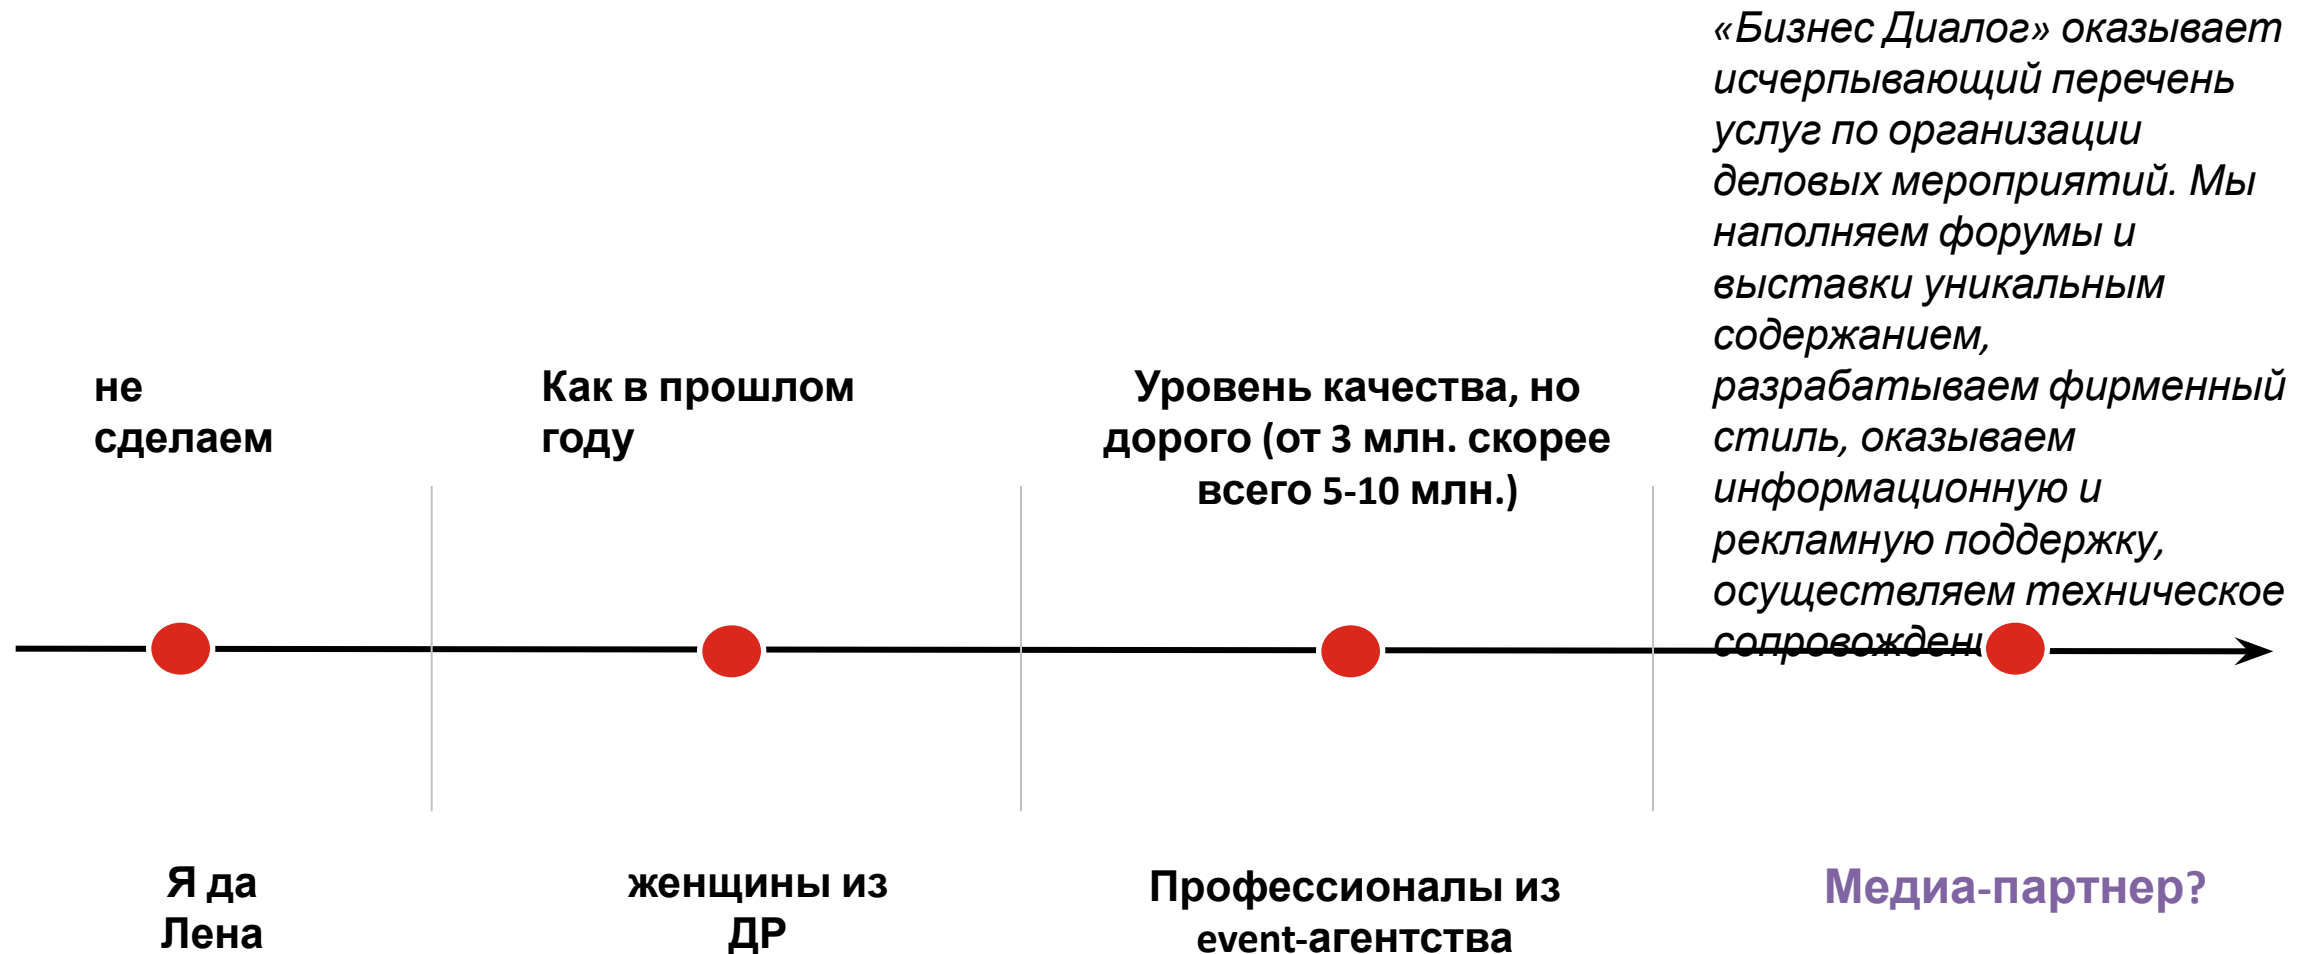 «Бизнес Диалог» оказывает
исчерпывающий перечень
услуг по организации
деловых мероприятий. Мы
наполняем форумы и
выставки уникальным
содержанием,
разрабатываем фирменный
стиль, оказываем
информационную и
рекламную поддержку,
осуществляем техническое
не
сделаем
Как в прошлом
году
Уровень качества, но
дорого (от 3 млн. скорее
всего 5-10 млн.)
Я да
Лена
женщины из
ДР
Профессионалы из
event-агентства
Медиа-партнер?